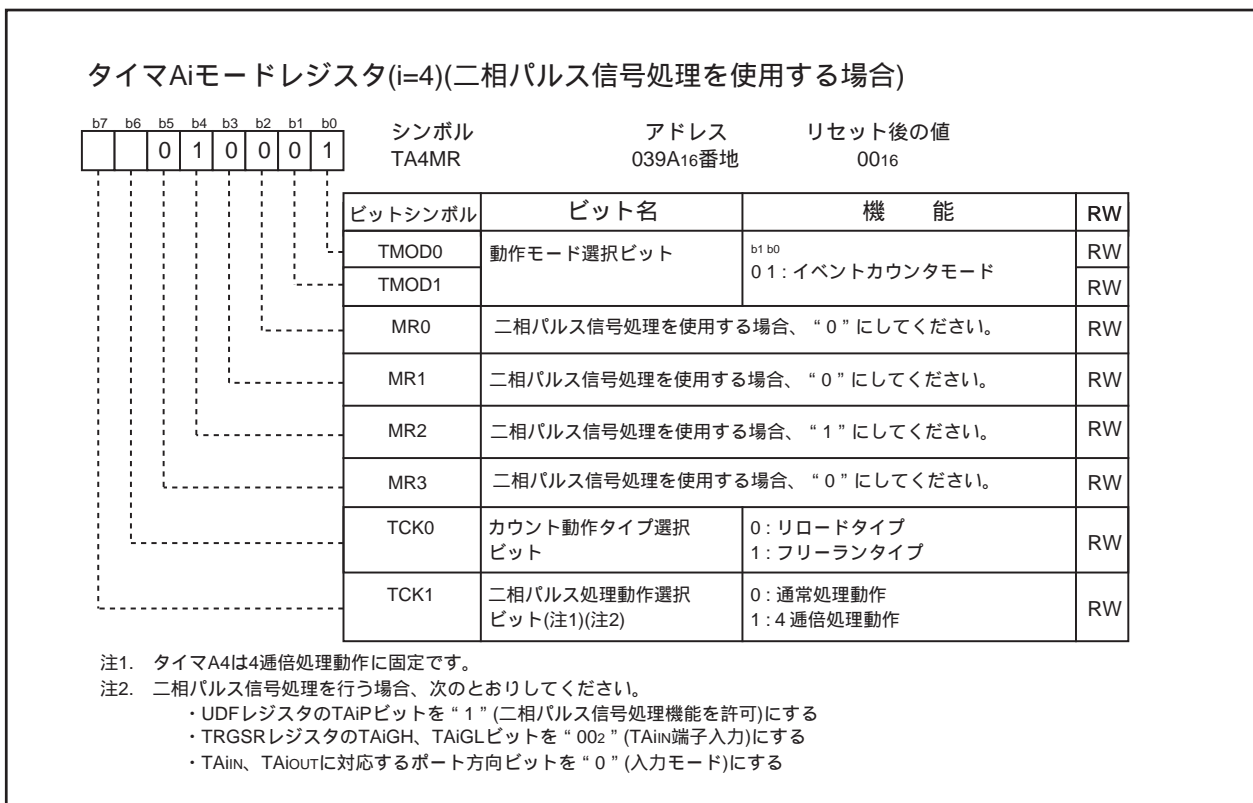 タイマAiモードレジスタ(i=4)(二相パルス信号処理を使用する場合)
b7 b6 b5 b4 b3 b2 b1 b0
0 1 0 0 0 1
シンボル アドレス リセット後の値
TA4MR 039A16番地 0016
ビットシンボル ビット名 機 能 RW
TMOD0 動作モード選択ビット b1 b0 RW
0 1 : イベントカウンタモード
TMOD1 RW
MR0 二相パルス信号処理を使用する場合、“ 0 ” にしてください。 RW
MR1 二相パルス信号処理を使用する場合、“ 0 ” にしてください。 RW
MR2 二相パルス信号処理を使用する場合、“ 1 ” にしてください。 RW
MR3 二相パルス信号処理を使用する場合、“ 0 ” にしてください。 RW
TCK0 カウント動作タイプ選択 0 : リロードタイプ
ビット 1 : フリーランタイプ RW
TCK1 二相パルス処理動作選択 0 : 通常処理動作
ビット(注1)(注2) 1 : 4 逓倍処理動作 RW
注1. タイマA4は4逓倍処理動作に固定です。
注2. 二相パルス信号処理を行う場合、次のとおりしてください。
・UDFレジスタのTAiPビットを “ 1 ” (二相パルス信号処理機能を許可)にする
・TRGSRレジスタのTAiGH、TAiGLビットを “ 002 ” (TAiIN端子入力)にする
・TAiIN、TAiOUTに対応するポート方向ビットを “ 0 ” (入力モード)にする